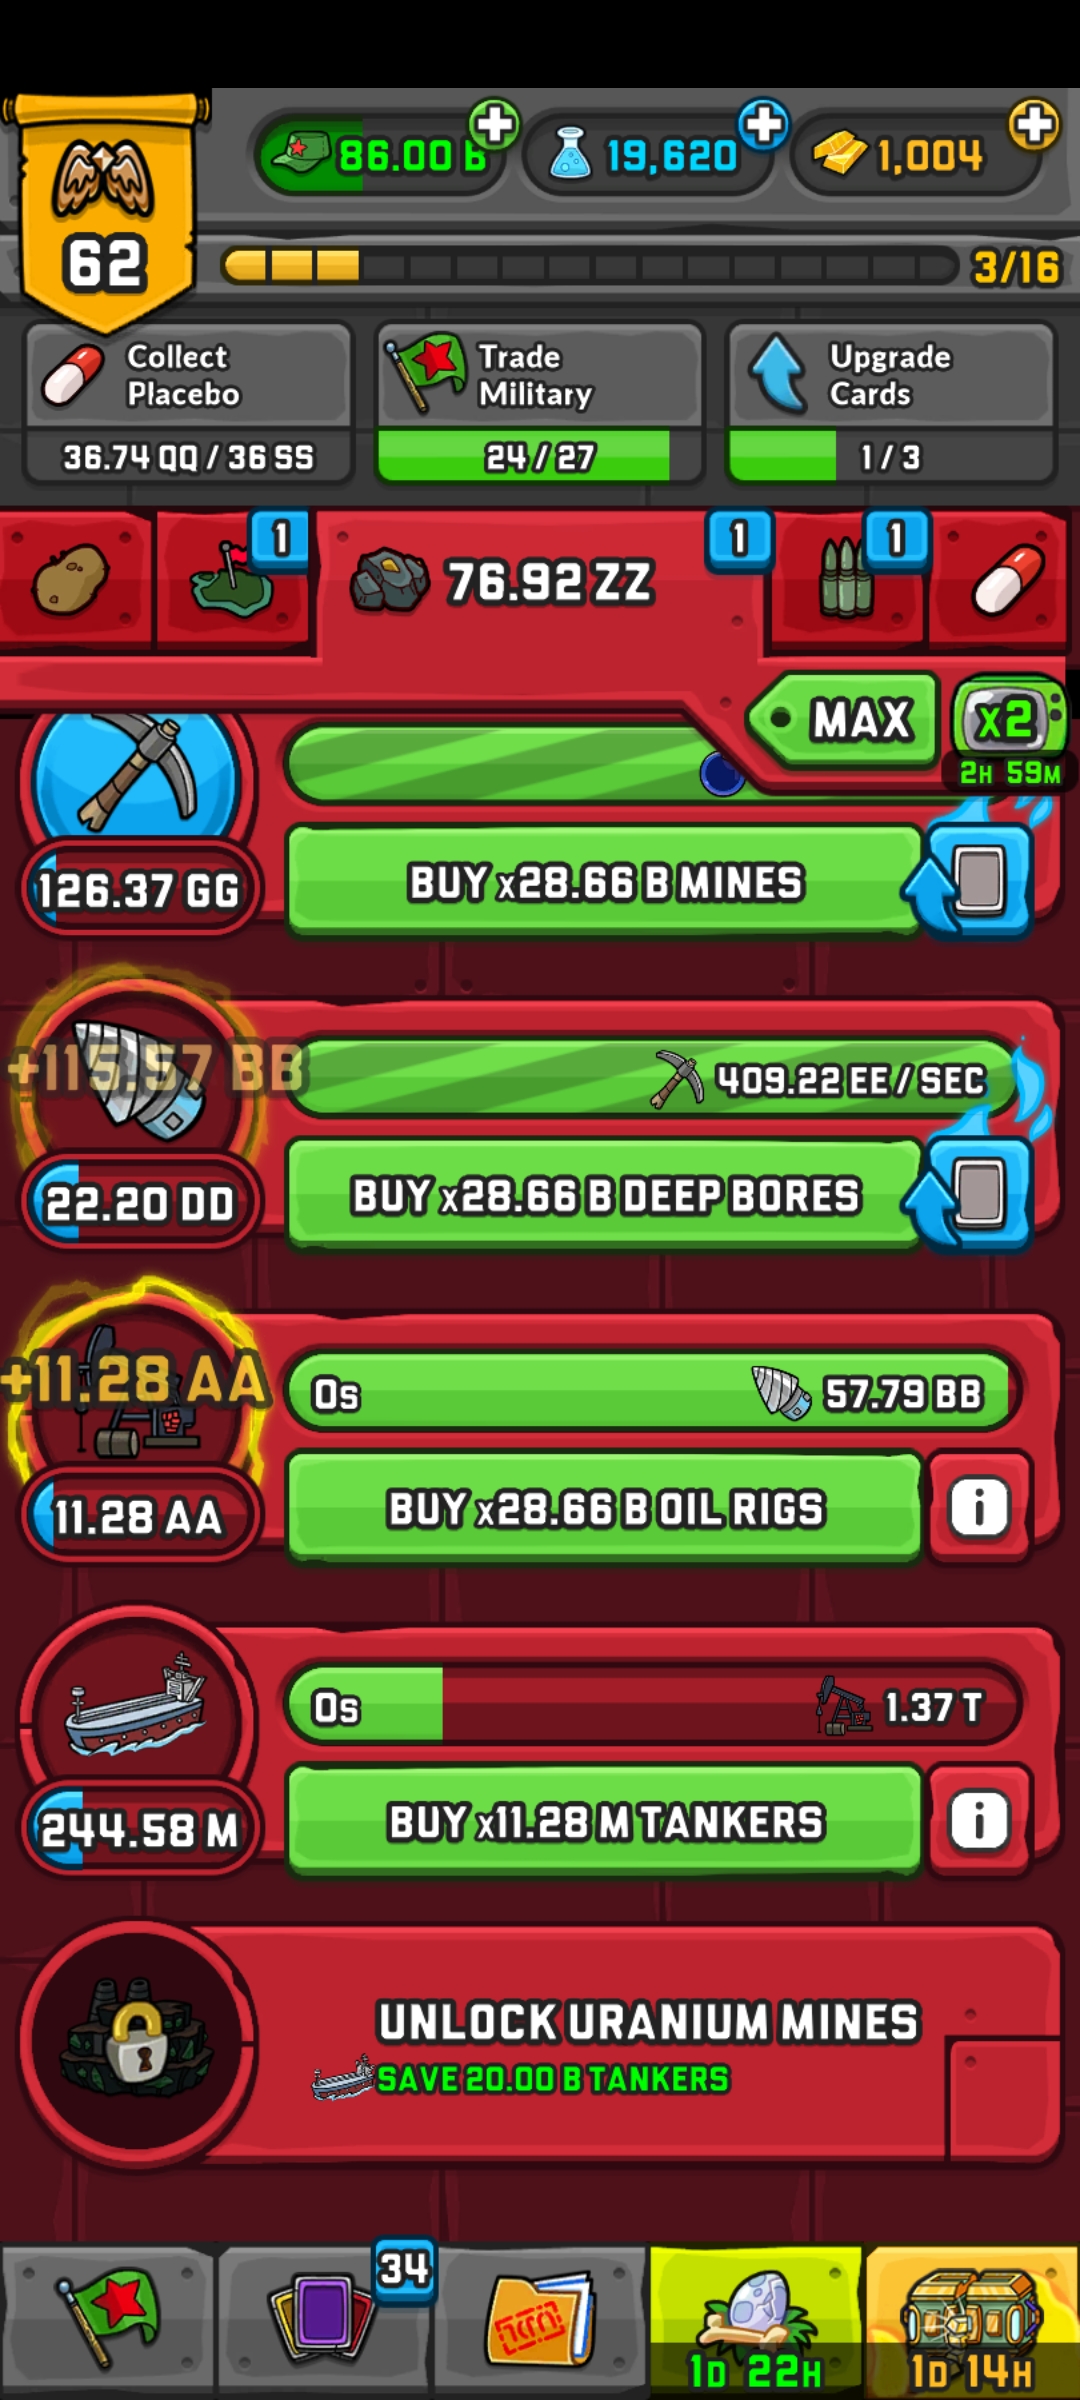 86.00 B
19,620
1,004
62
3/16
Collect
Placebo
36.74 QQ / 36 SS
Trade
Military
24 / 27
Upgrade
Cards
1 / 3
1
76.92 ZZ
1
1
MAX
x2
2H 59M
126.37 GG
BUY x28.66 B MINES
+115.57 BB
409.22 EE / SEC
22.20 DD
BUY x28.66 B DEEP BORES
+11.28 AA
0s
57.79 BB
11.28 AA
BUY x28.66 B OIL RIGS
i
0s
1.37 T
244.58 M
BUY x11.28 M TANKERS
i
UNLOCK URANIUM MINES
SAVE 20.00 B TANKERS
34
1D 22H
1D 14H